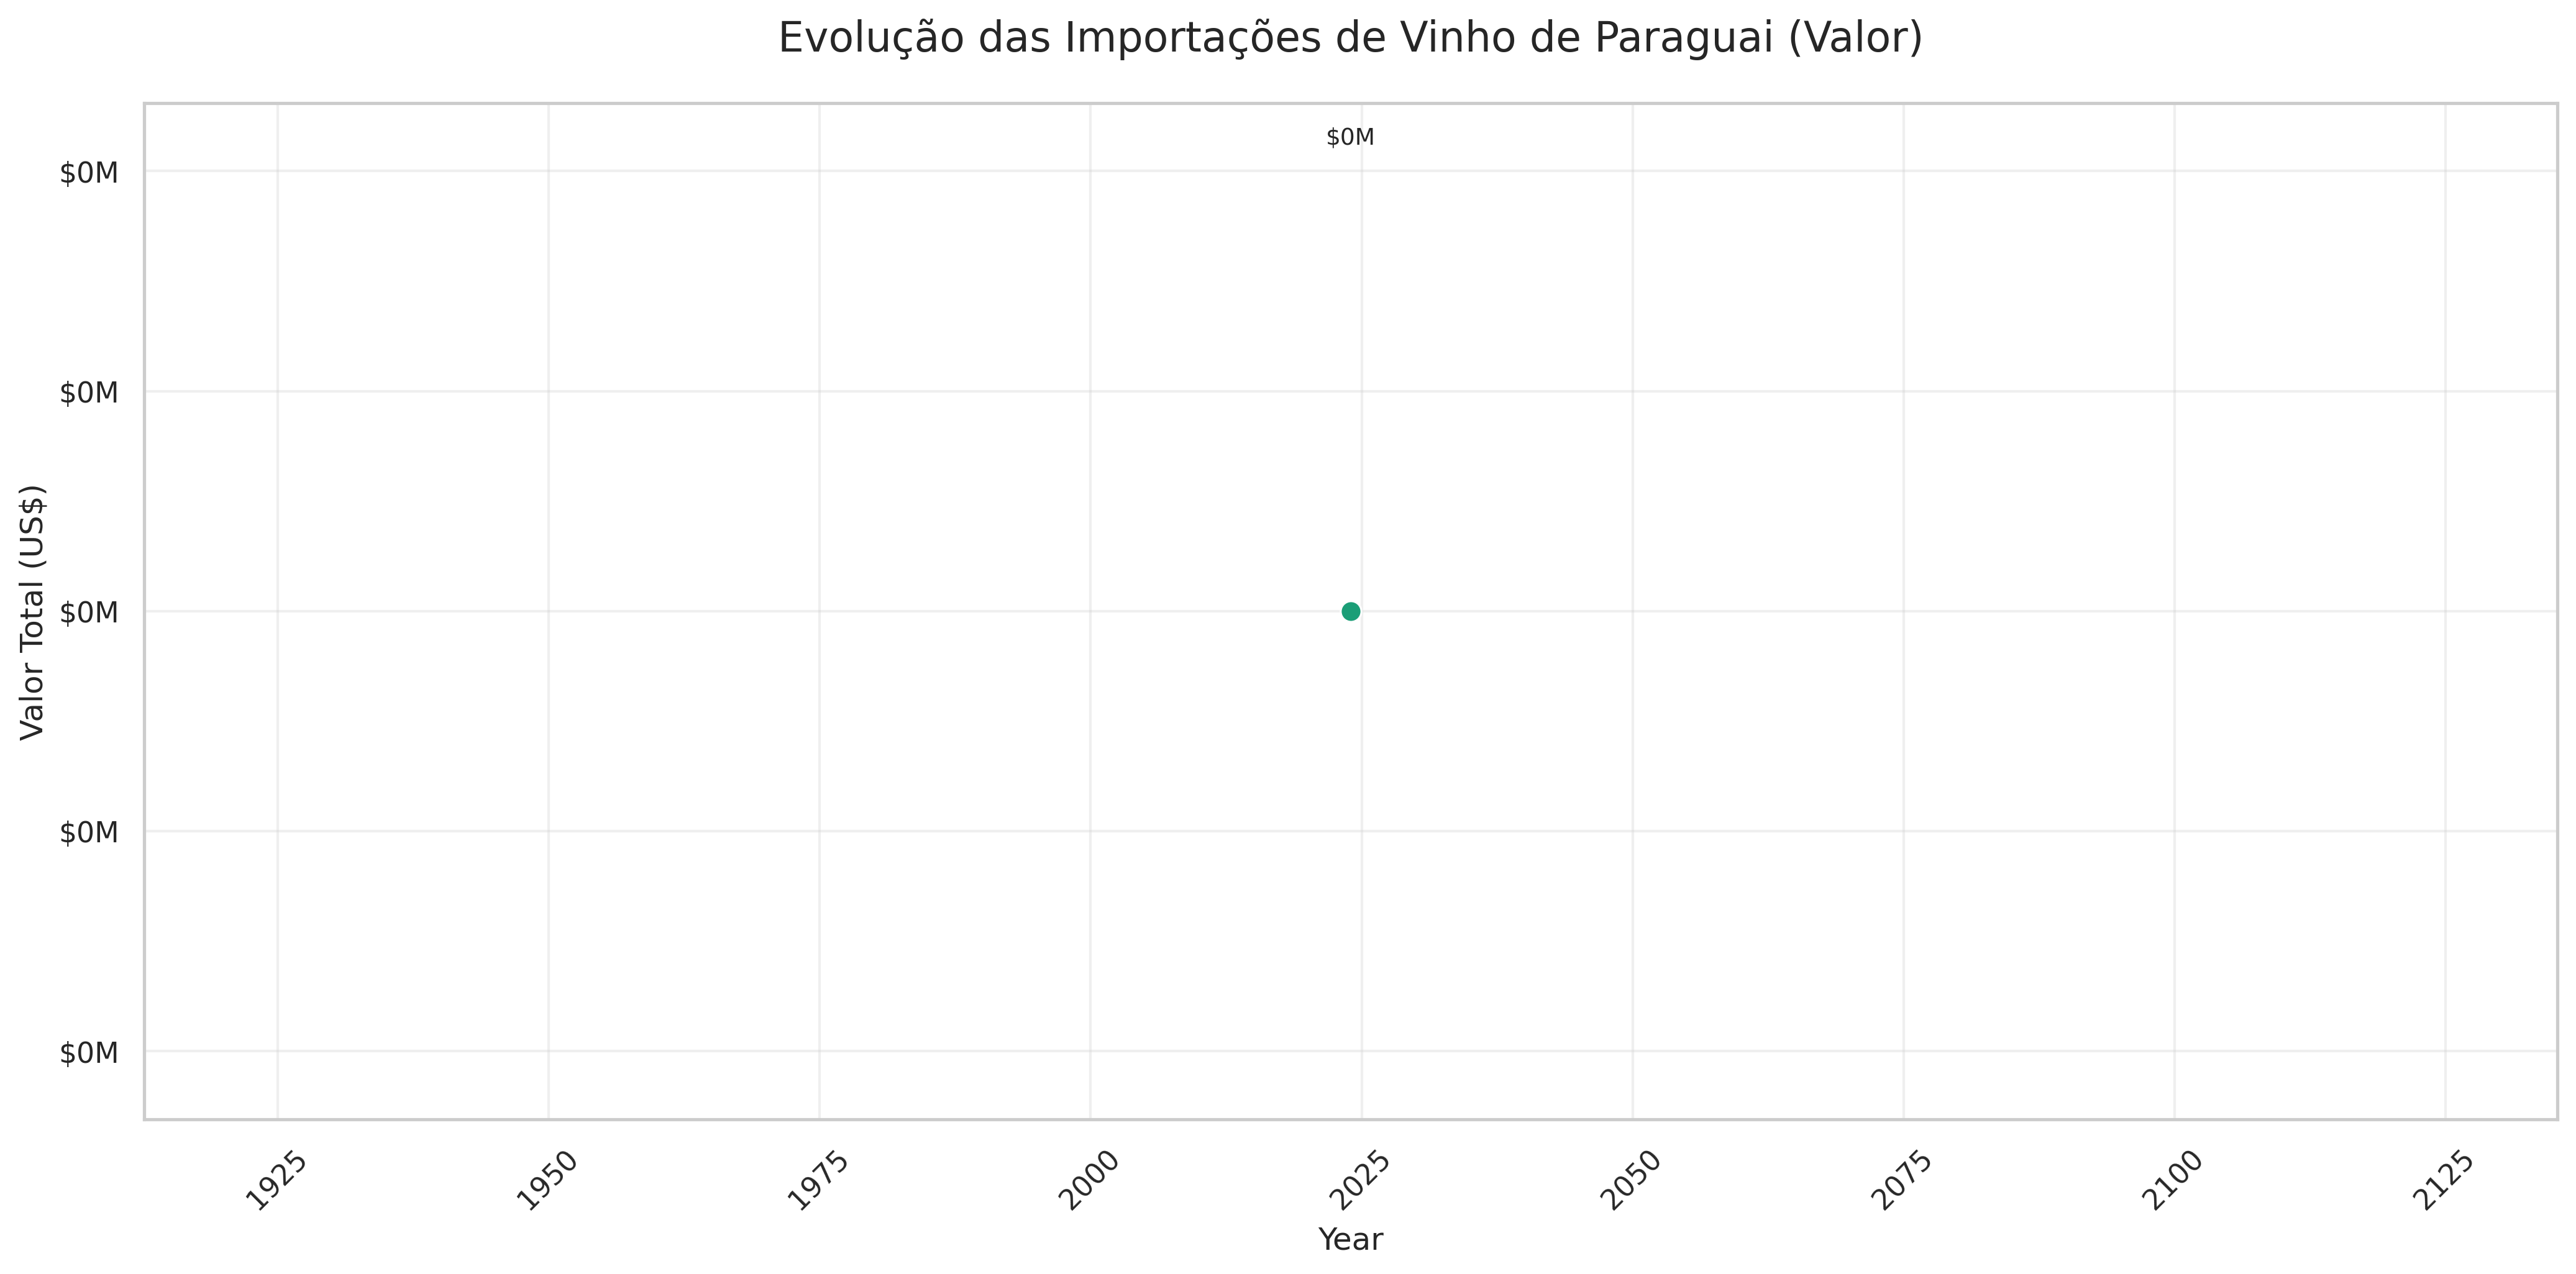 Evolução das Importações de Vinho de Paraguai (Valor)
$0M
$0M
$0M
$0M
$0M
$0M
Valor Total (US$)
1925
1950
1975
2000
2025
2050
2075
2100
2125
Year